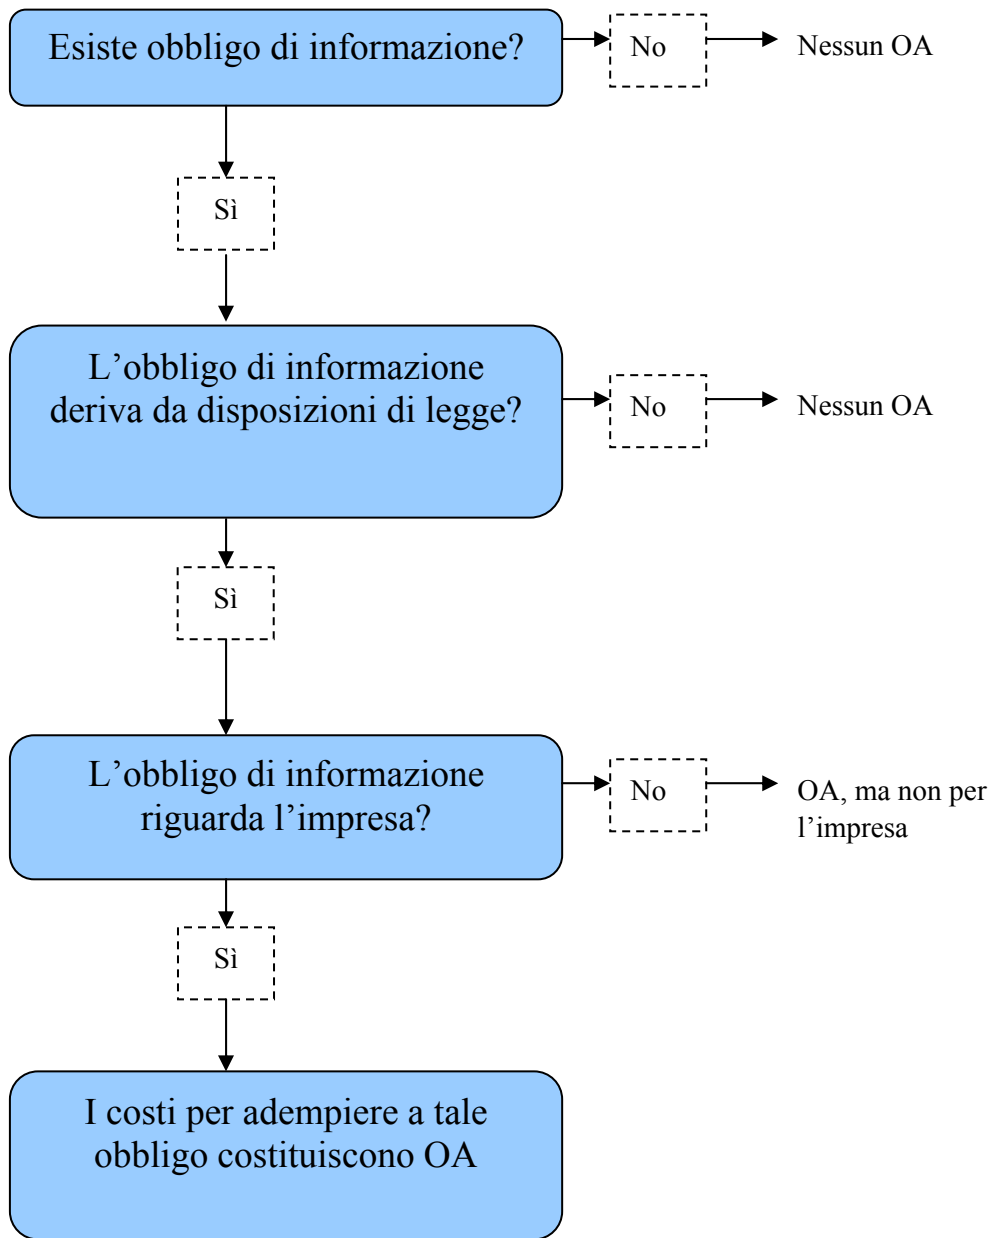 Esiste obbligo di informazione?
No
Nessun OA
Sì
L’obbligo di informazione
deriva da disposizioni di legge?
No
Nessun OA
Sì
L’obbligo di informazione
riguarda l’impresa?
No
OA, ma non per
l’impresa
Sì
I costi per adempiere a tale
obbligo costituiscono OA